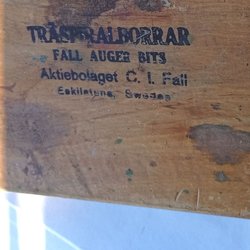 TRÄSPIRALBORRAR
FALL AUGER BITS
Aktiebolaget C. I. Fall
Eskilstuna, Sweden